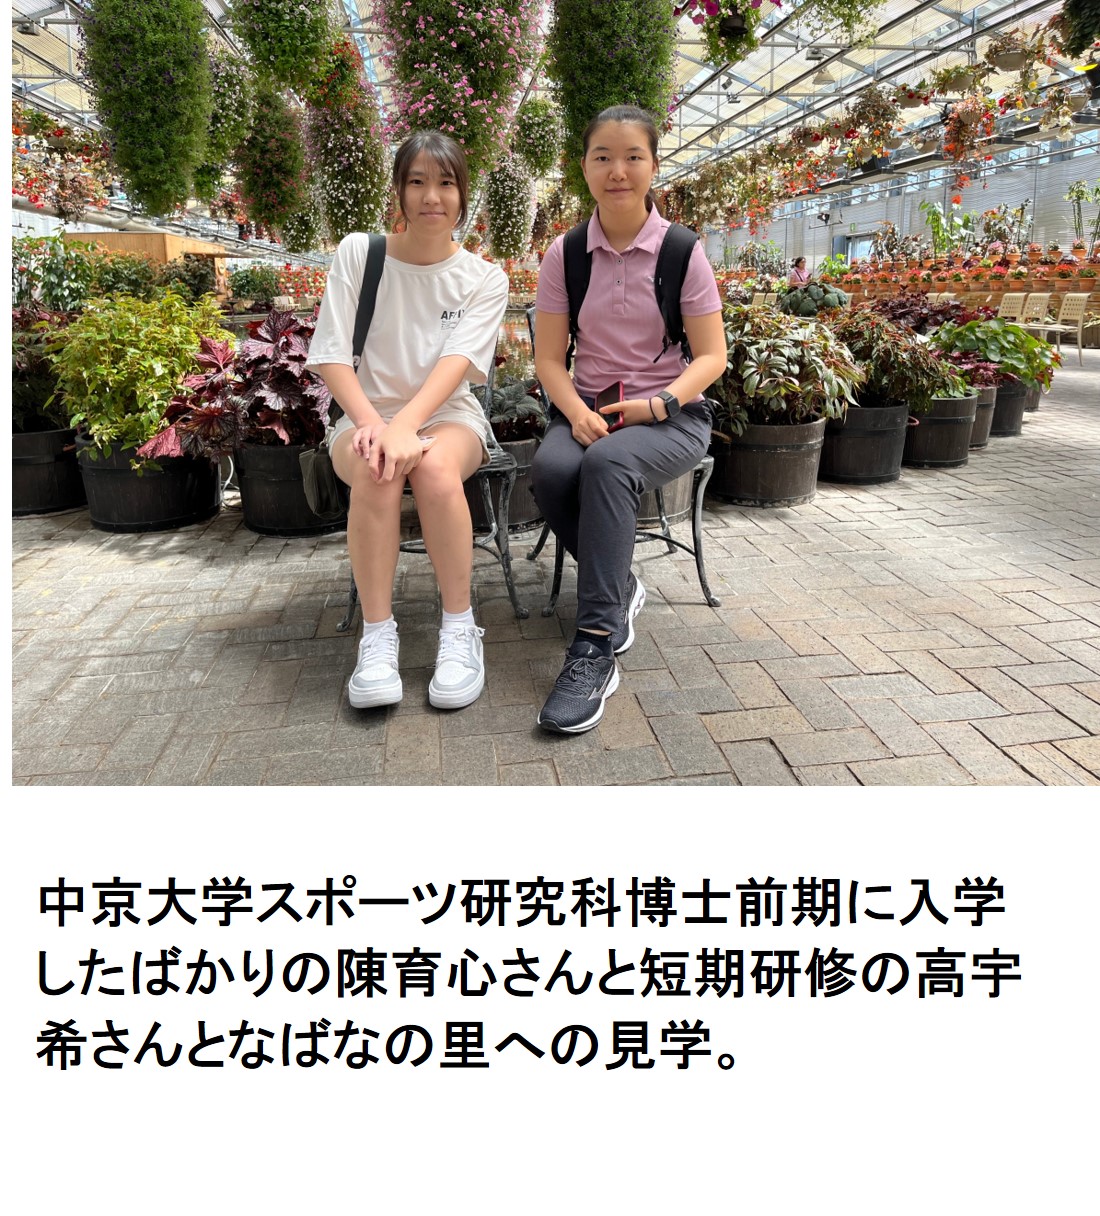 中京大学スポーツ研究科博士前期に入学
したばかりの陳育心さんと短期研修の高宇
希さんとなばなの里への見学。